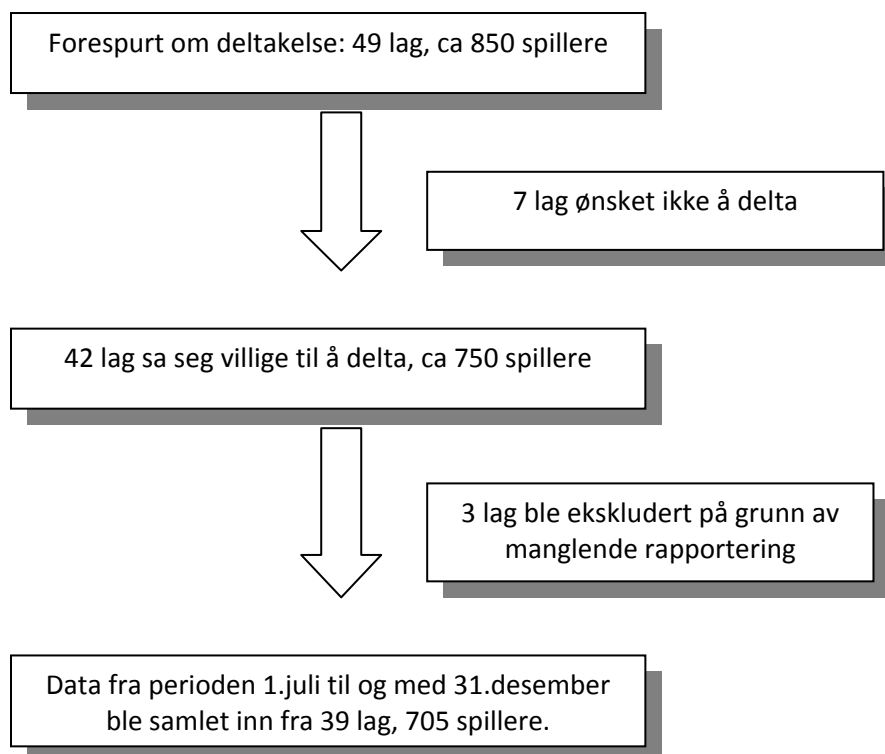 Forespurt om deltakelse: 49 lag, ca 850 spillere
7 lag ønsket ikke å delta
42 lag sa seg villige til å delta, ca 750 spillere
3 lag ble ekskludert på grunn av
manglende rapportering
Data fra perioden 1.juli til og med 31.desember
ble samlet inn fra 39 lag, 705 spillere.